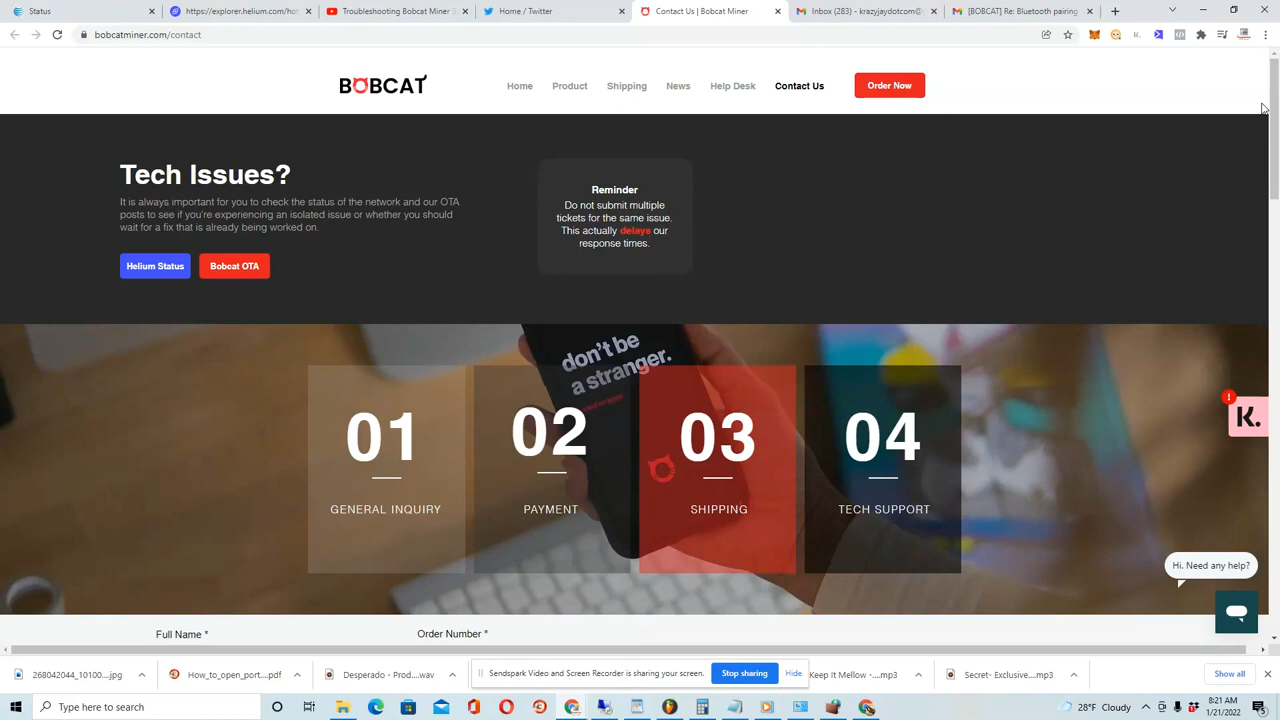 Status
https://explorer.helium.com/hot
Troubleshooting Bobcat Miner S
Home / Twitter
Contact Us | Bobcat Miner
Inbox (283) - krazyjaydotcom@
[BOBCAT] Re: Bluetooth pairing
bobcatminer.com/contact
BOBCAT
Home
Product
Shipping
News
Help Desk
Contact Us
Order Now
Tech Issues?
It is always important for you to check the status of the network and our OTA
posts to see if you're experiencing an isolated issue or whether you should
wait for a fix that is already being worked on.
Helium Status
Bobcat OTA
Reminder
Do not submit multiple
tickets for the same issue.
This actually delays our
response times.
don't be
a stranger.
01
GENERAL INQUIRY
02
PAYMENT
03
SHIPPING
04
TECH SUPPORT
!
K.
Hi. Need any help?
Full Name *
Order Number *
How_to_open_port....pdf
Desperado - Prod....wav
Sendspark Video and Screen Recorder is sharing your screen.
Stop sharing
Hide
Keep It Mellow -....mp3
Secret- Exclusive....mp3
Show all
Type here to search
28°F Cloudy
8:21 AM
1/21/2022